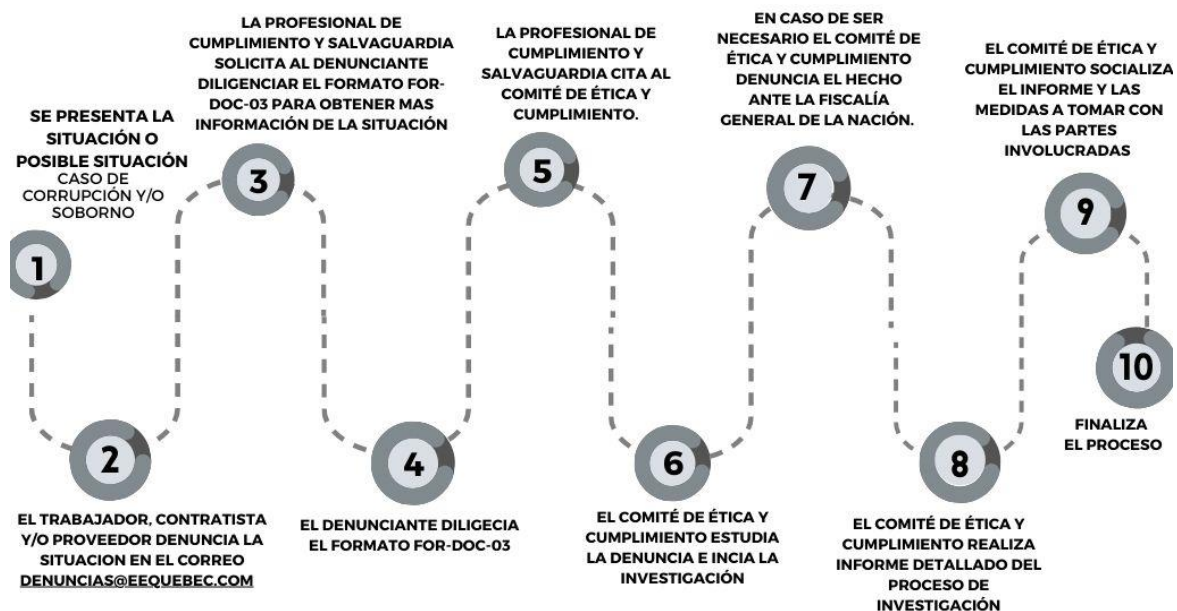 1
SE PRESENTA LA
SITUACIÓN O
POSIBLE SITUACIÓN
CASO DE
CORRUPCIÓN Y/O
SOBORNO
2
EL TRABAJADOR, CONTRATISTA
Y/O PROVEEDOR DENUNCIA LA
SITUACION EN EL CORREO
DENUNCIAS@EEQUEBEC.COM
3
LA PROFESIONAL DE
CUMPLIMIENTO Y SALVAGUARDIA
SOLICITA AL DENUNCIANTE
DILIGENCIAR EL FORMATO FOR-
DOC-03 PARA OBTENER MAS
INFORMACIÓN DE LA SITUACIÓN
4
EL DENUNCIANTE DILIGECIA
EL FORMATO FOR-DOC-03
5
LA PROFESIONAL DE
CUMPLIMIENTO Y
SALVAGUARDIA CITA AL
COMITÉ DE ÉTICA Y
CUMPLIMIENTO.
6
EL COMITÉ DE ÉTICA Y
CUMPLIMIENTO ESTUDIA
LA DENUNCIA E INCIA LA
INVESTIGACIÓN
7
EN CASO DE SER
NECESARIO EL COMITÉ DE
ÉTICA Y CUMPLIMIENTO
DENUNCIA EL HECHO
ANTE LA FISCALÍA
GENERAL DE LA NACIÓN.
8
EL COMITÉ DE ÉTICA Y
CUMPLIMIENTO REALIZA
INFORME DETALLADO DEL
PROCESO DE
INVESTIGACIÓN
9
EL COMITÉ DE ÉTICA Y
CUMPLIMIENTO SOCIALIZA
EL INFORME Y LAS
MEDIDAS A TOMAR CON
LAS PARTES
INVOLUCRADAS
10
FINALIZA
EL PROCESO